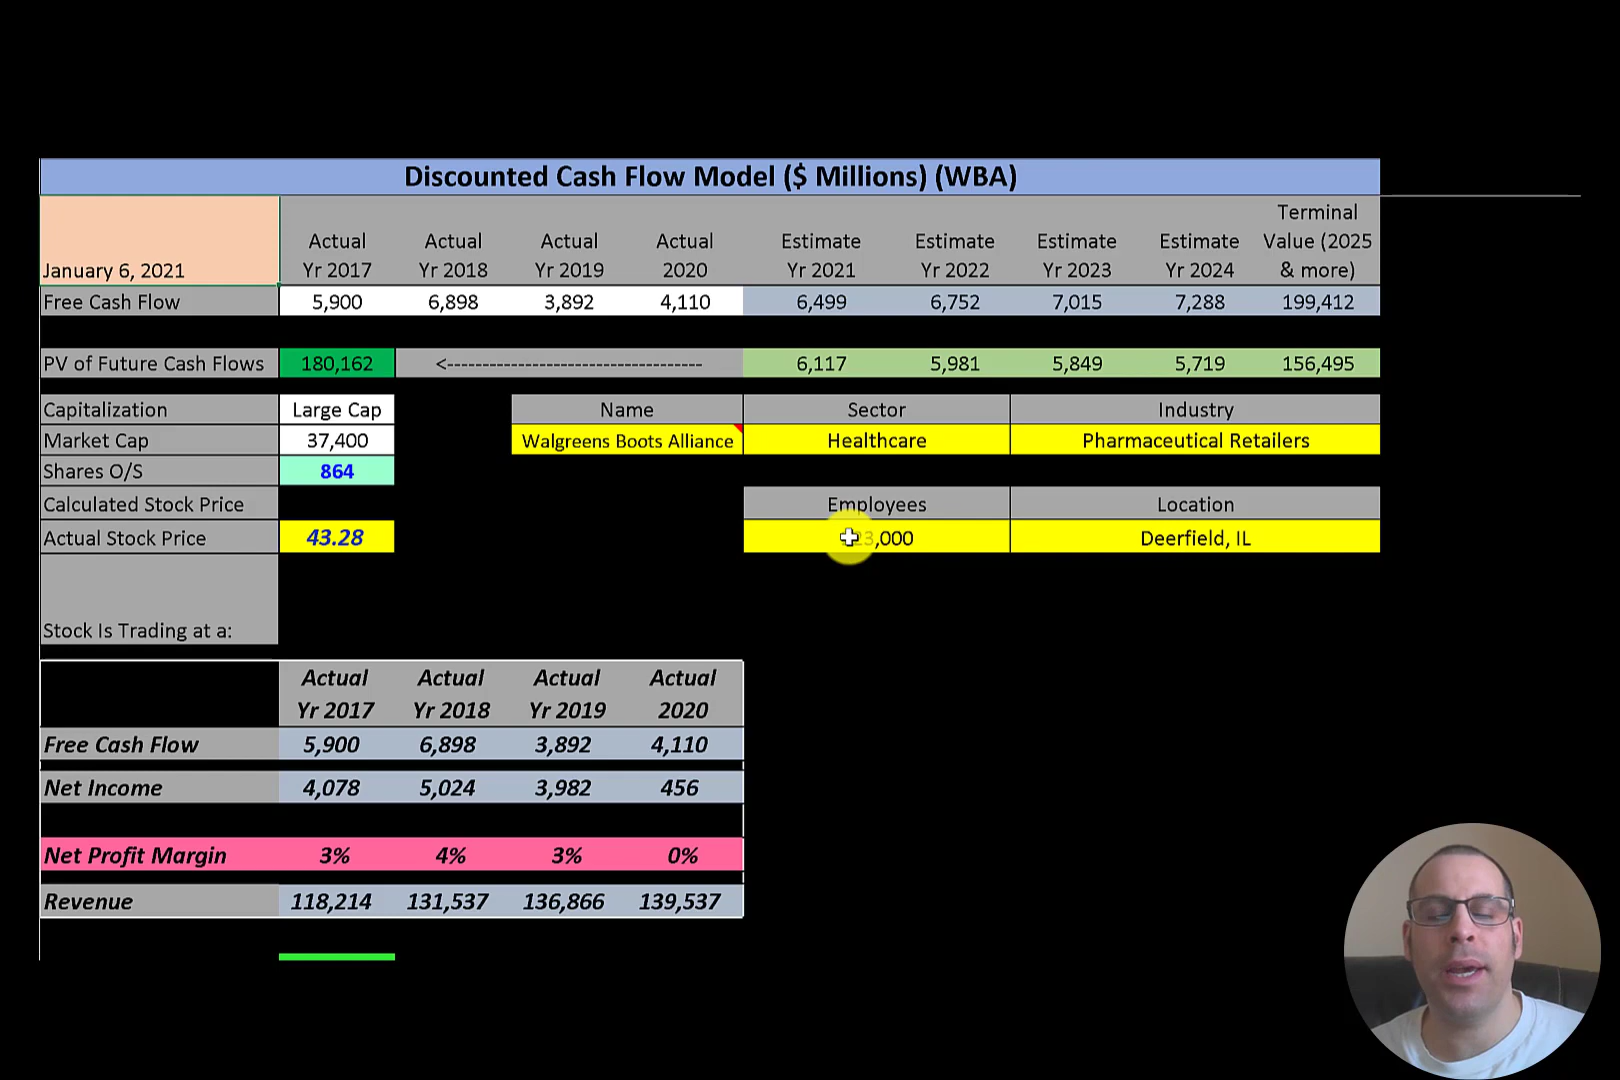 Discounted Cash Flow Model ($ Millions) (WBA)
January 6, 2021 Actual Yr 2017 Actual Yr 2018 Actual Yr 2019 Actual 2020 Estimate Yr 2021 Estimate Yr 2022 Estimate Yr 2023 Estimate Yr 2024 Terminal Value (2025 & more)
Free Cash Flow 5,900 6,898 3,892 4,110 6,499 6,752 7,015 7,288 199,412
PV of Future Cash Flows 180,162 <--------------------------------- 6,117 5,981 5,849 5,719 156,495
Capitalization Large Cap Name Sector Industry
Market Cap 37,400 Walgreens Boots Alliance Healthcare Pharmaceutical Retailers
Shares O/S 864
Calculated Stock Price Employees Location
Actual Stock Price 43.28 Deerfield, IL
Stock Is Trading at a:
Actual Yr 2017 Actual Yr 2018 Actual Yr 2019 Actual 2020
Free Cash Flow 5,900 6,898 3,892 4,110
Net Income 4,078 5,024 3,982 456
Net Profit Margin 3% 4% 3% 0%
Revenue 118,214 131,537 136,866 139,537